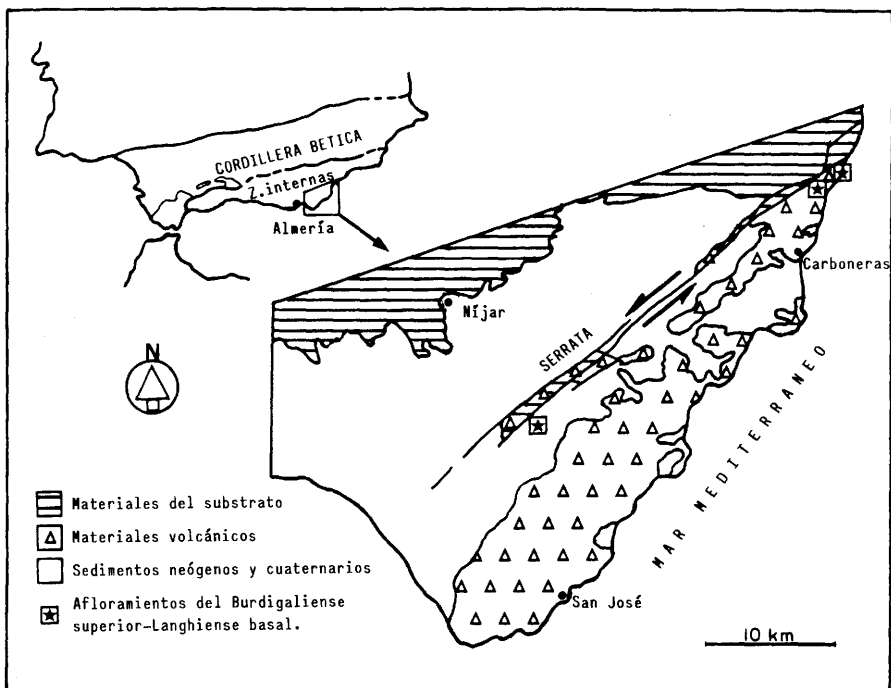 CORDILLERA BETICA
Z.internas
Almería
Níjar
Carboneras
SERRATA
N
MAR MEDITERRANEO
San José
Materiales del substrato
Materiales volcánicos
Sedimentos neógenos y cuaternarios
Afloramientos del Burdigaliense
superior-Langhiense basal.
10 km